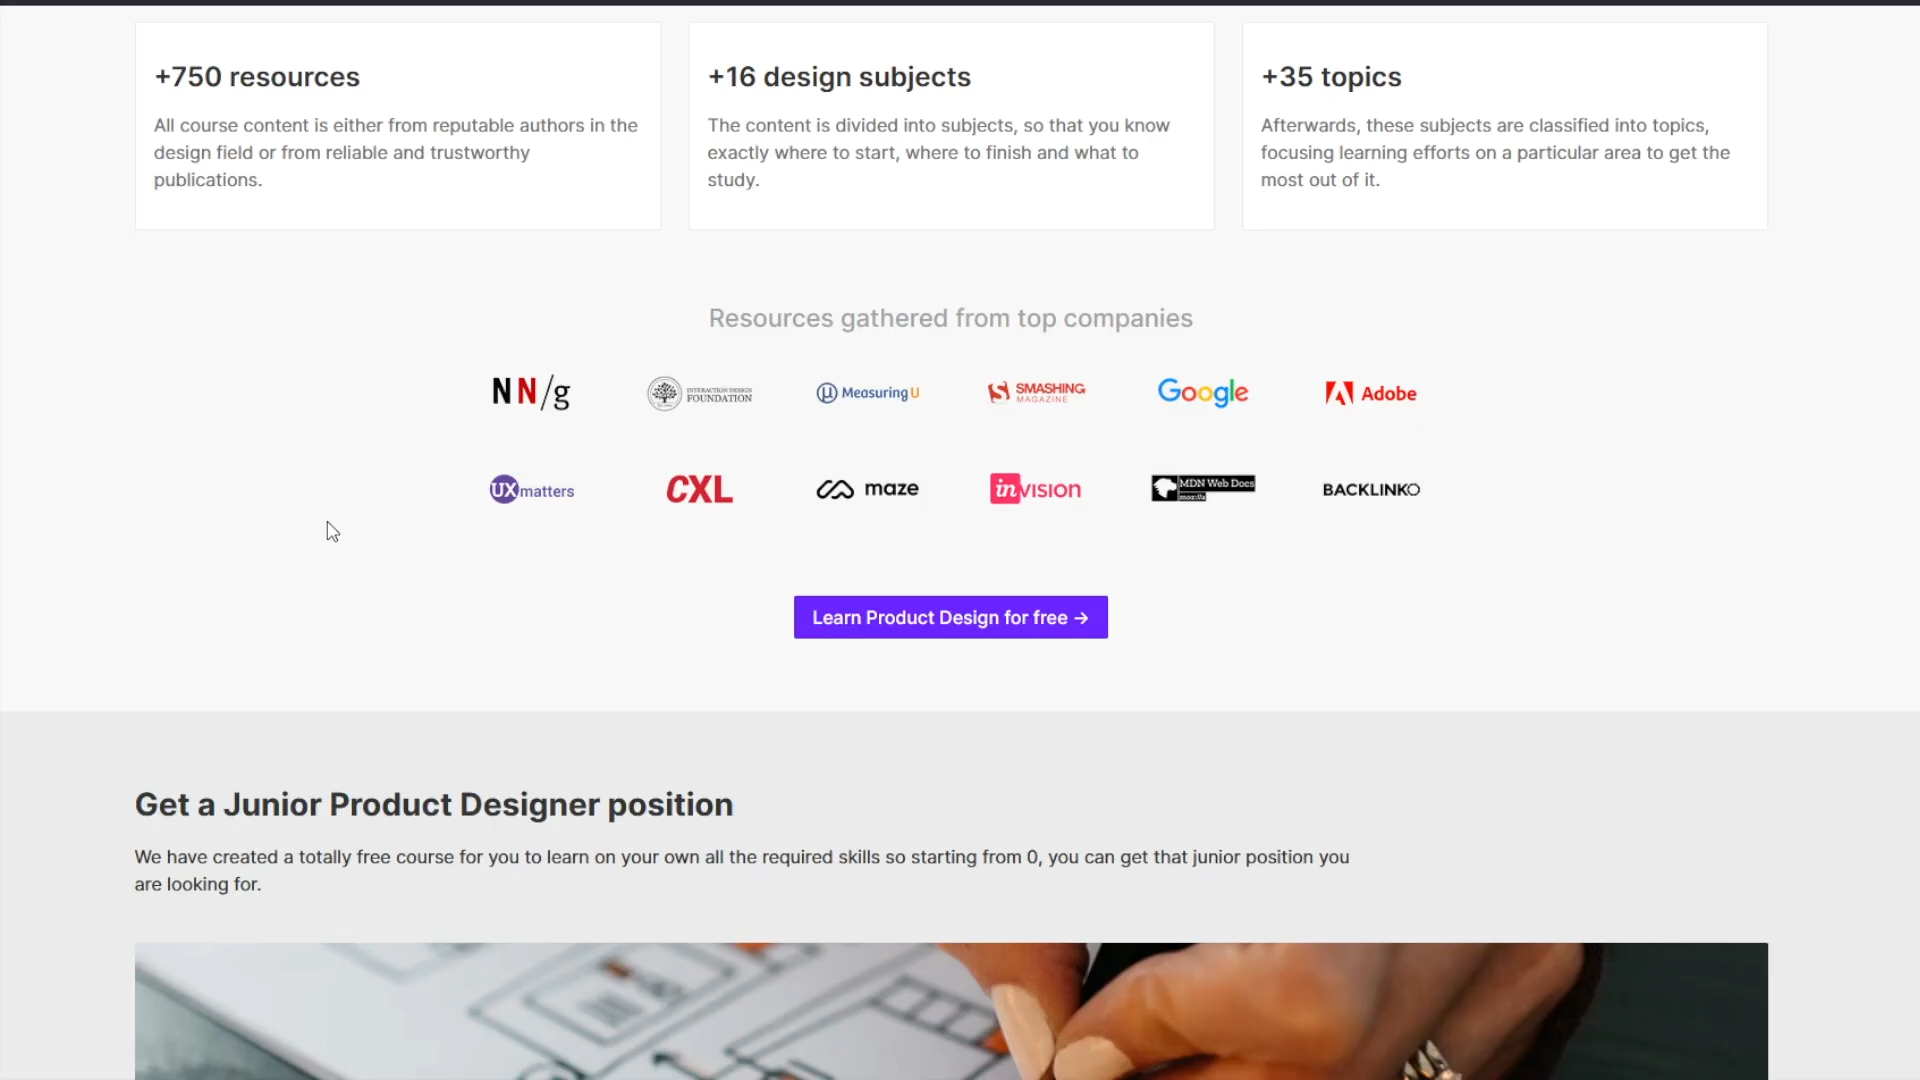 +750 resources
All course content is either from reputable authors in the
design field or from reliable and trustworthy
publications.
+16 design subjects
The content is divided into subjects, so that you know
exactly where to start, where to finish and what to
study.
+35 topics
Afterwards, these subjects are classified into topics,
focusing learning efforts on a particular area to get the
most out of it.
Resources gathered from top companies
NN/g
INTERACTION DESIGN
FOUNDATION
MeasuringU
SMASHING
MAGAZINE
Google
Adobe
UXmatters
CXL
maze
invision
MDN Web Docs
moz://a
BACKLINKO
Learn Product Design for free →
Get a Junior Product Designer position
We have created a totally free course for you to learn on your own all the required skills so starting from 0, you can get that junior position you
are looking for.